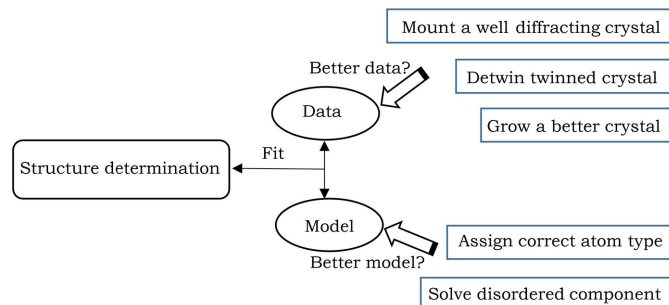 Mount a well diffracting crystal
Better data?
Detwin twinned crystal
Data
Grow a better crystal
Fit
Structure determination
Model
Assign correct atom type
Better model?
Solve disordered component